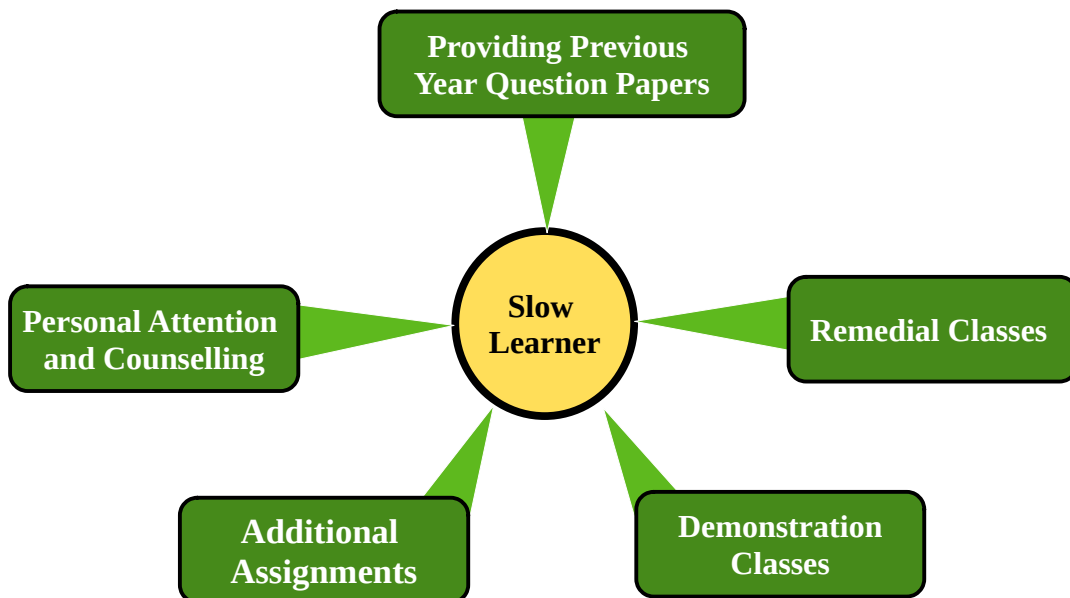 Providing Previous
Year Question Papers
Slow
Learner
Personal Attention
and Counselling
Remedial Classes
Additional
Assignments
Demonstration
Classes